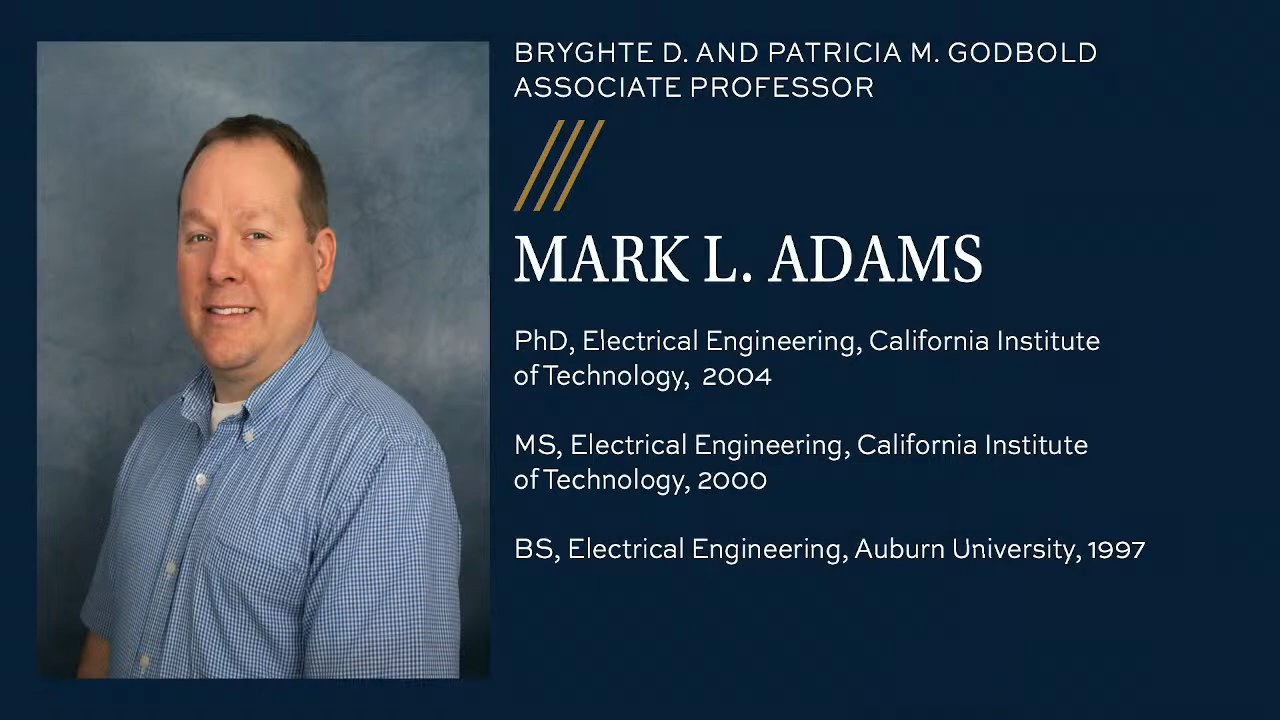 BRYGHTE D. AND PATRICIA M. GODBOLD
ASSOCIATE PROFESSOR
MARK L. ADAMS
PhD, Electrical Engineering, California Institute
of Technology, 2004
MS, Electrical Engineering, California Institute
of Technology, 2000
BS, Electrical Engineering, Auburn University, 1997